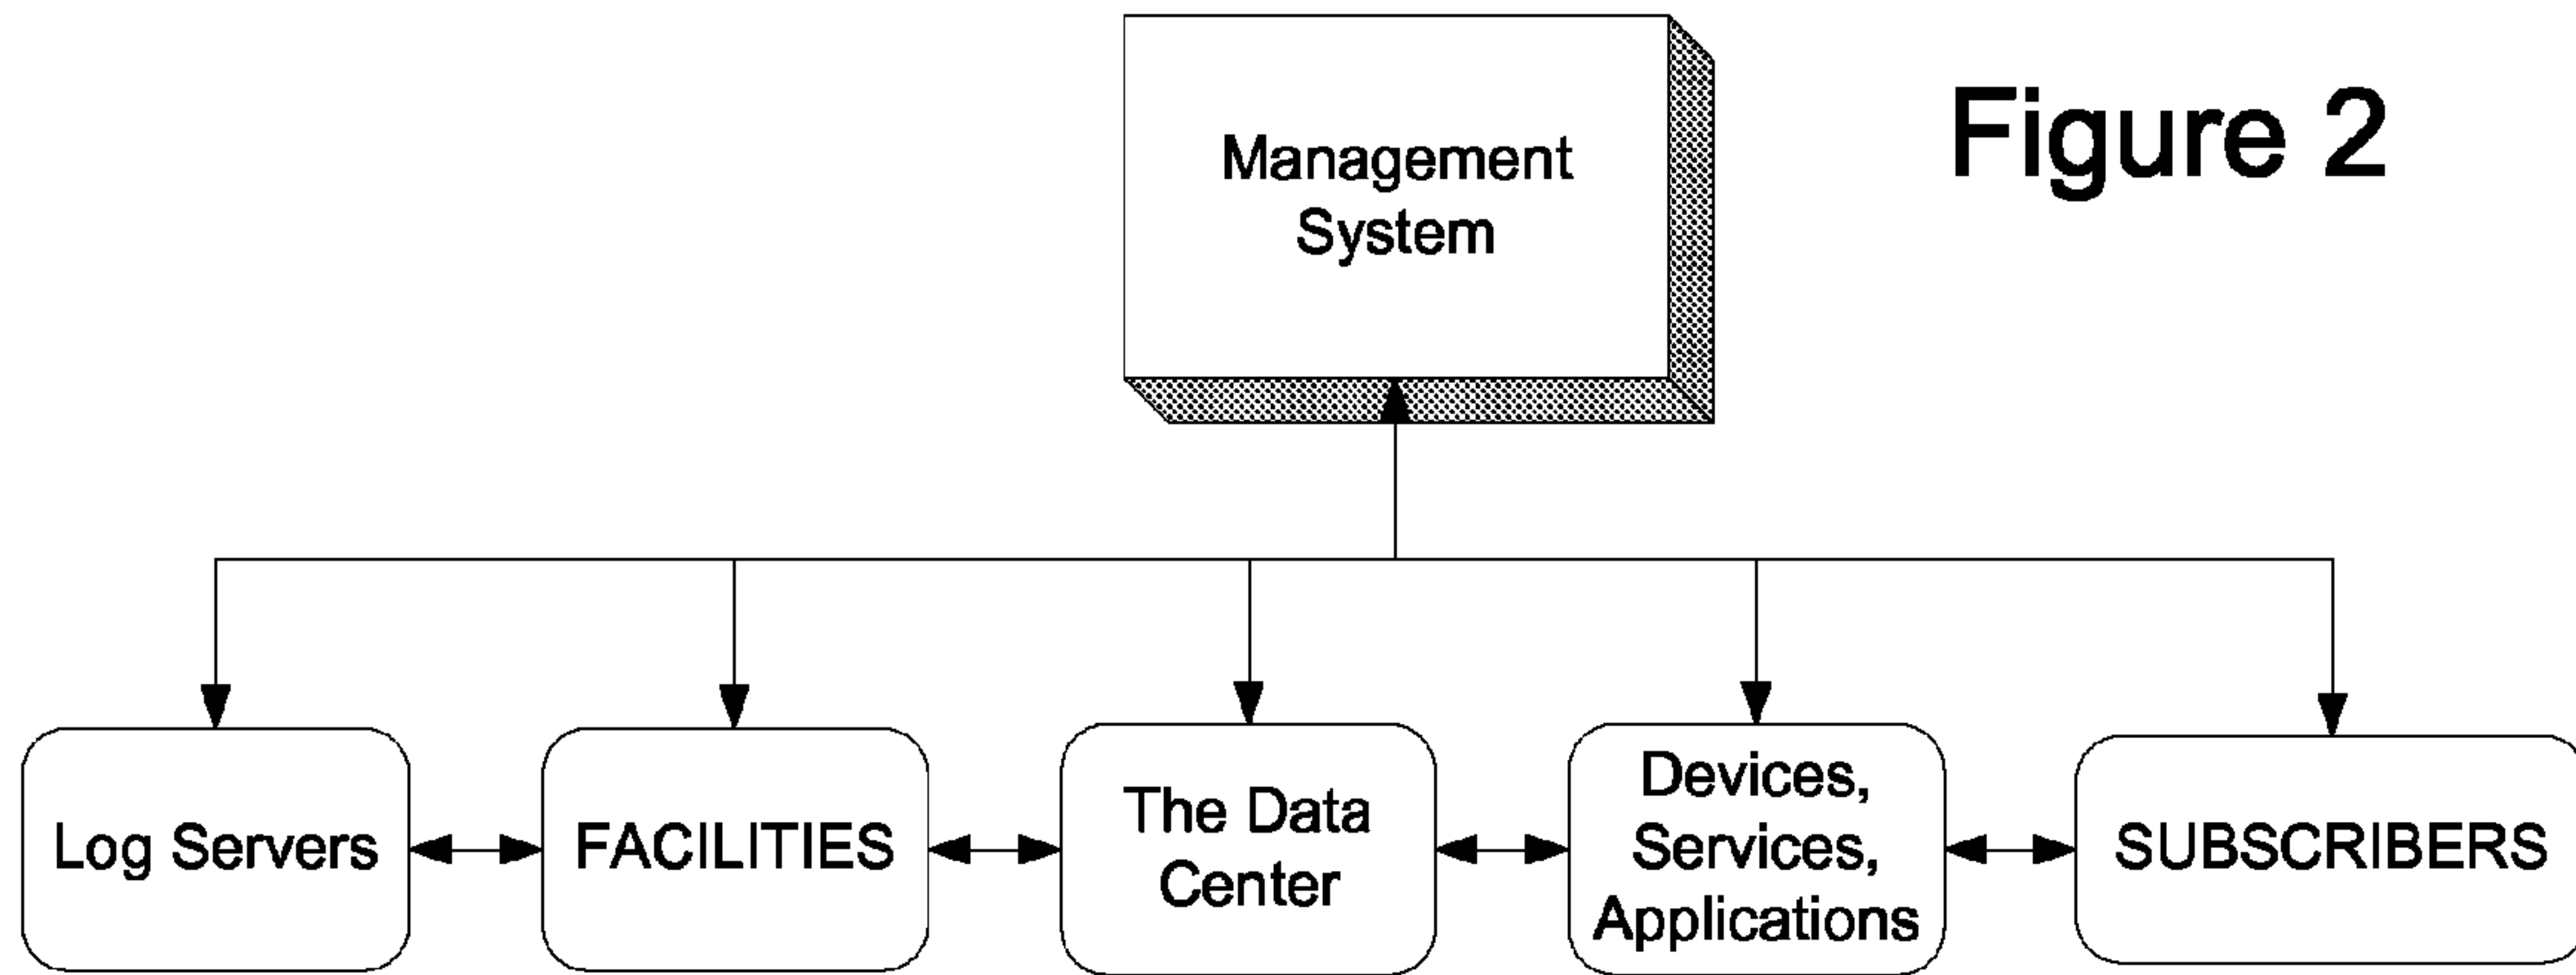 Management
System
Figure 2
Log Servers
FACILITIES
The Data
Center
Devices,
Services,
Applications
SUBSCRIBERS